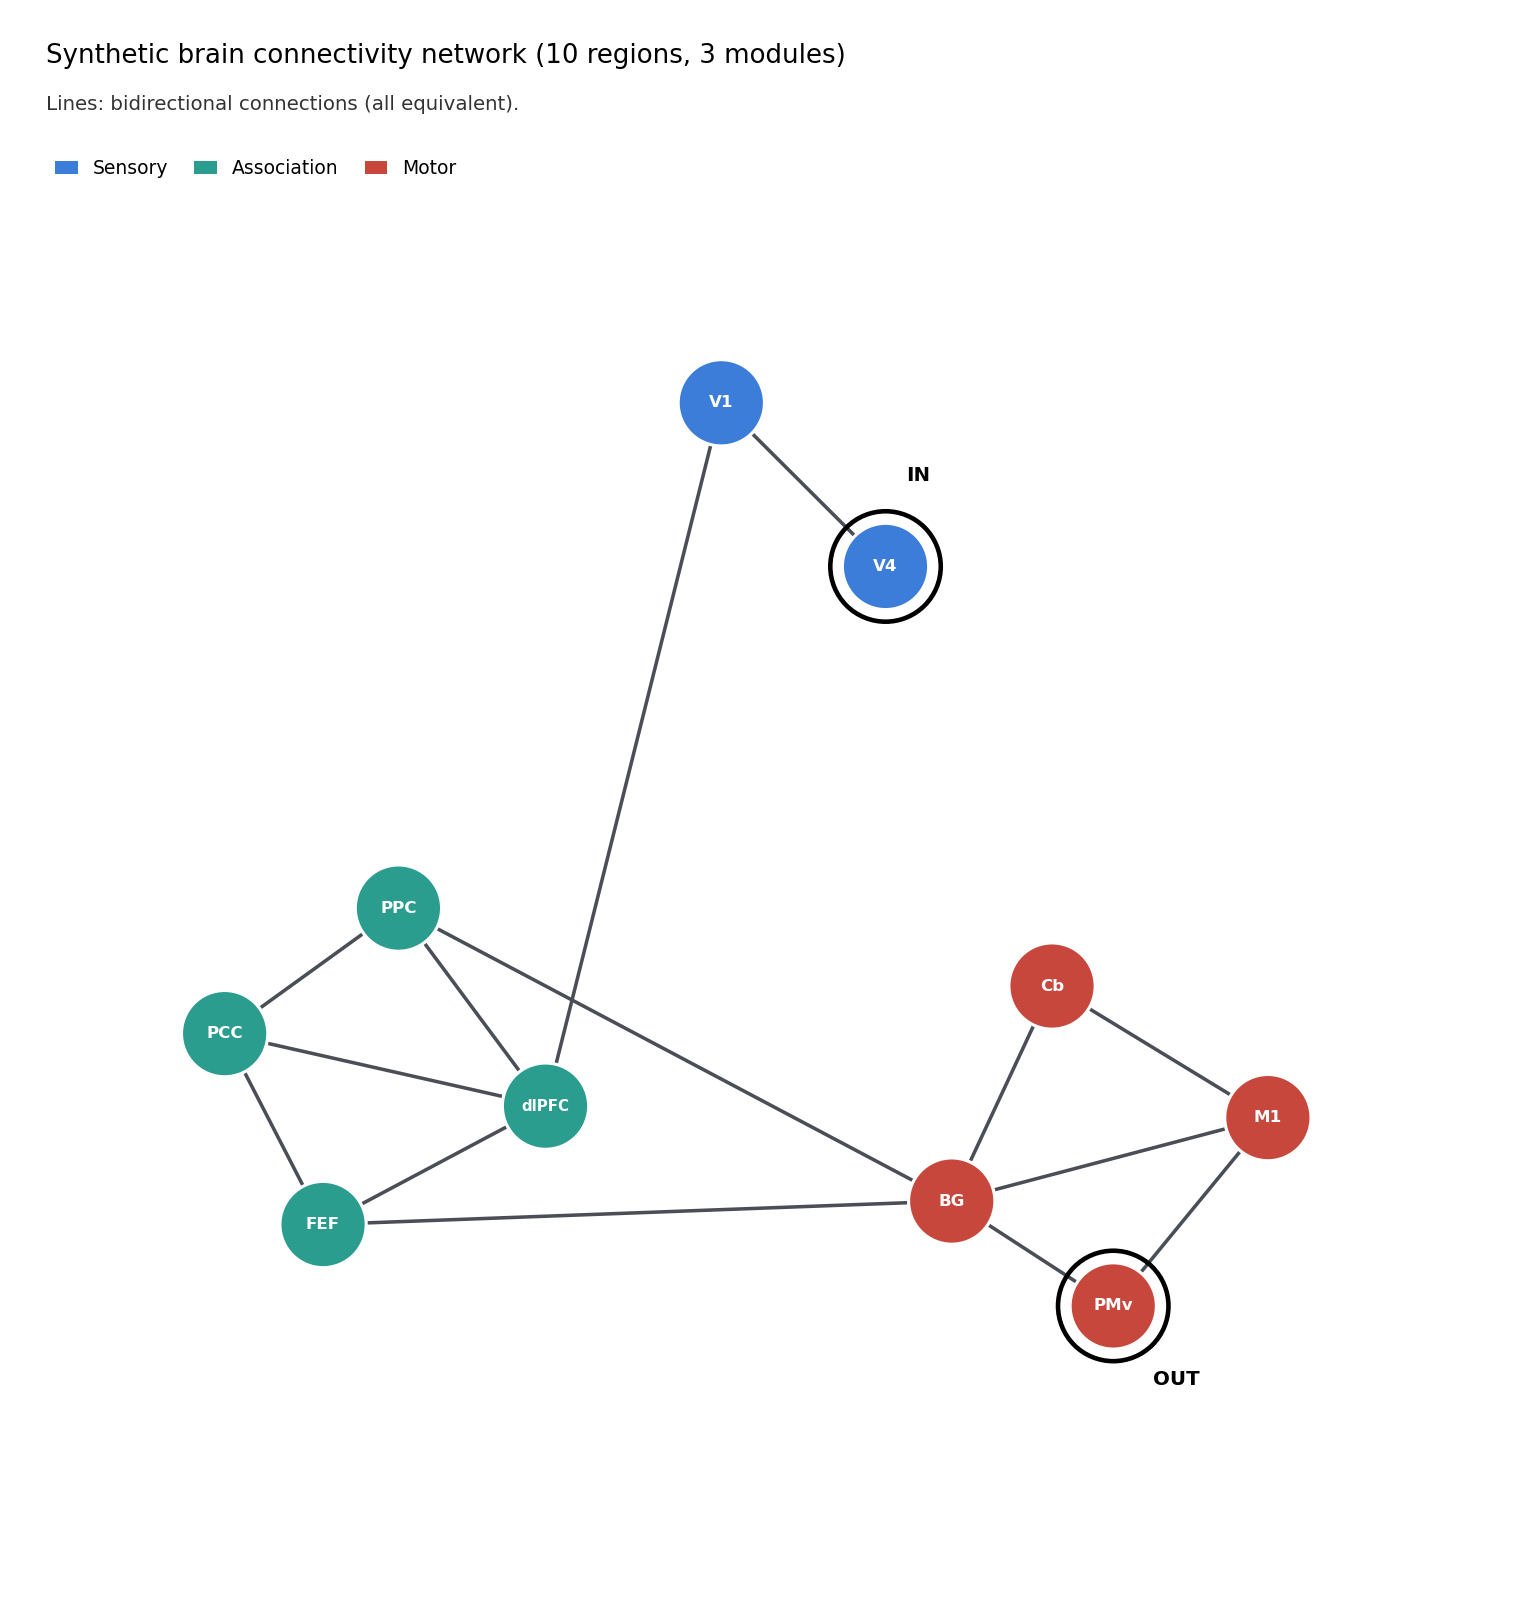 Synthetic brain connectivity network (10 regions, 3 modules)
Lines: bidirectional connections (all equivalent).
Sensory Association Motor
V1
IN
V4
PPC
Cb
PCC
dlPFC
M1
BG
FEF
PMv
OUT